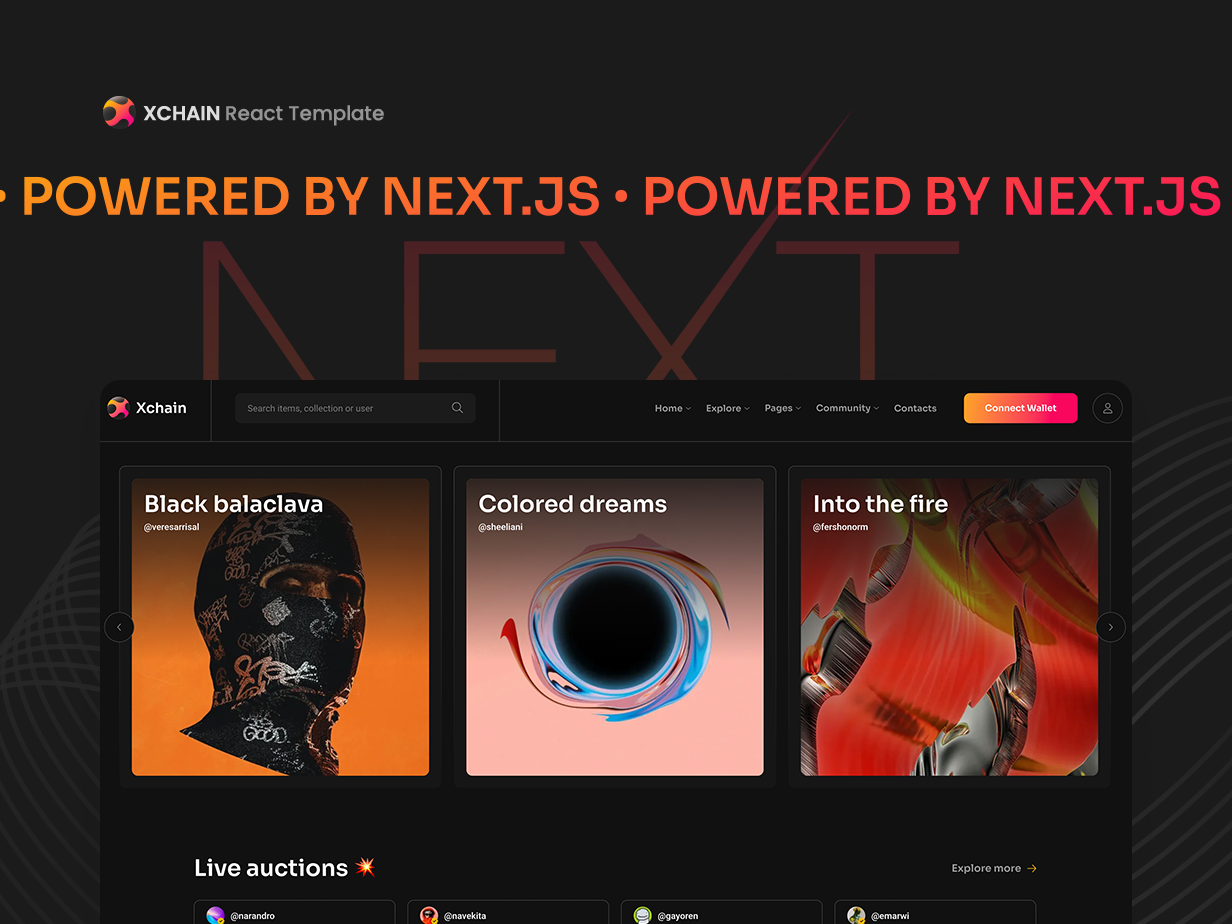 XCHAIN React Template
• POWERED BY NEXT.JS • POWERED BY NEXT.JS
NEXT
Xchain
Search items, collection or user
Home
Explore
Pages
Community
Contacts
Connect Wallet
Black balaclava
@veresarrisal
Colored dreams
@sheeliani
Into the fire
@fershonorm
Live auctions 💥
Explore more →
@narandro
@navekita
@gayoren
@emarwi